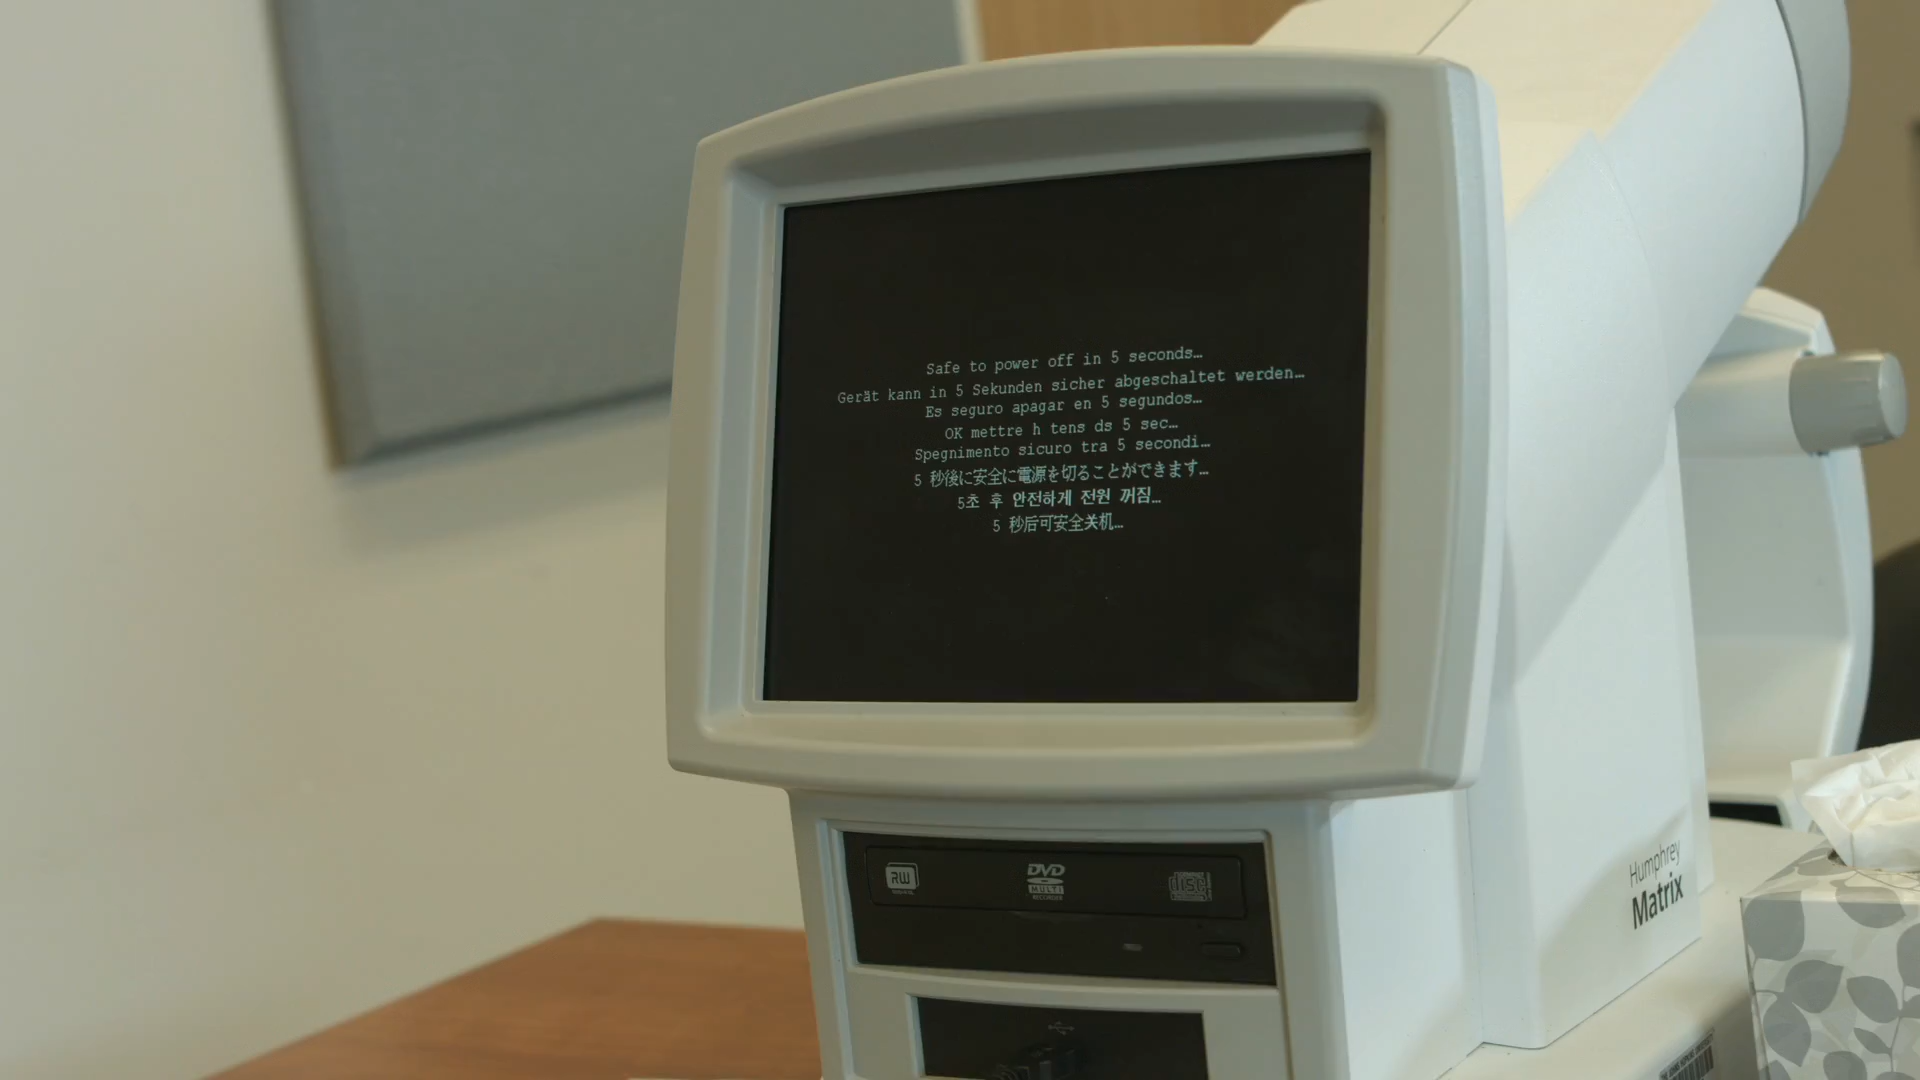 Safe to power off in 5 seconds…
Gerät kann in 5 Sekunden sicher abgeschaltet werden…
Es seguro apagar en 5 segundos…
OK mettre h tens ds 5 sec…
Spegnimento sicuro tra 5 secondi…
5 秒後に安全に電源を切ることができます…
5초 후 안전하게 전원 꺼짐…
5 秒后可安全关机…
RW
DVD
MULTI
RECORDER
disc
Humphrey
Matrix